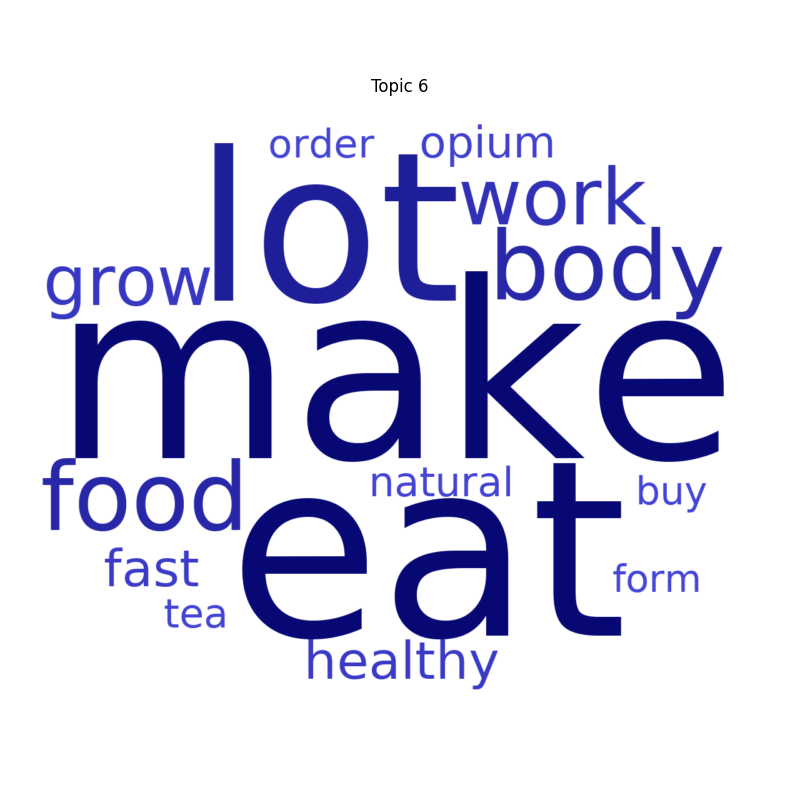 Topic 6
order opium
lot work
grow body
make
food natural buy
eat
fast form
tea
healthy